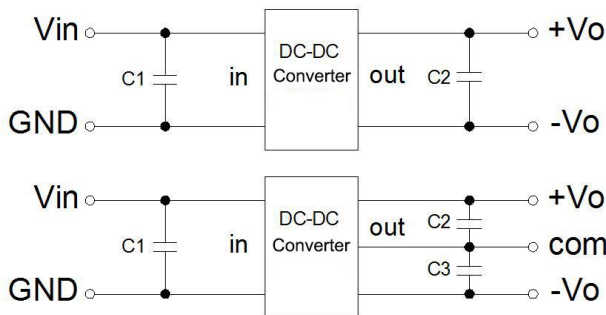 Vin
+Vo
DC-DC
Converter
C1
in
out
C2
GND
-Vo
Vin
+Vo
DC-DC
Converter
out
C2
C1
in
com
C3
GND
-Vo